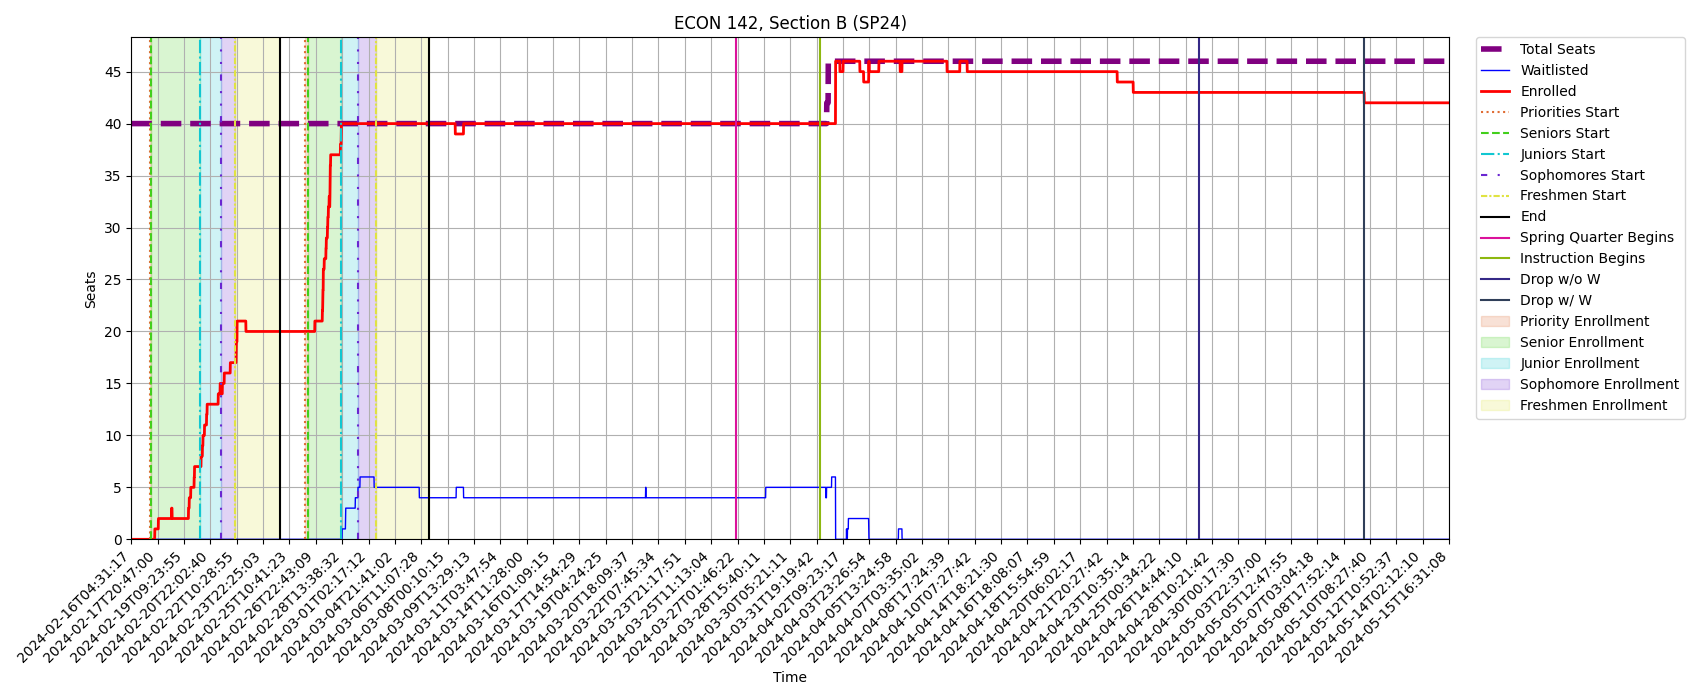 ECON 142, Section B (SP24)
Seats
45
40
35
30
25
20
15
10
5
0
2024-02-16T04:31:17
2024-02-17T20:47:00
2024-02-19T09:23:55
2024-02-20T22:02:40
2024-02-22T10:28:55
2024-02-23T22:25:03
2024-02-25T10:41:23
2024-02-26T22:43:09
2024-02-28T13:38:32
2024-03-01T02:17:12
2024-03-04T21:41:02
2024-03-06T11:07:28
2024-03-08T00:10:15
2024-03-09T13:29:13
2024-03-11T03:47:54
2024-03-14T11:28:00
2024-03-16T01:09:15
2024-03-17T14:54:29
2024-03-19T04:24:25
2024-03-20T18:09:37
2024-03-22T07:45:34
2024-03-23T21:17:51
2024-03-25T11:13:04
2024-03-27T01:46:22
2024-03-28T15:40:11
2024-03-30T05:21:11
2024-03-31T19:19:42
2024-04-02T09:23:17
2024-04-03T23:26:54
2024-04-05T13:24:58
2024-04-07T03:35:02
2024-04-08T17:24:39
2024-04-10T07:27:42
2024-04-14T18:21:30
2024-04-16T18:08:07
2024-04-18T15:54:59
2024-04-20T06:02:17
2024-04-21T20:27:42
2024-04-23T10:35:14
2024-04-25T00:34:22
2024-04-26T14:44:10
2024-04-28T10:21:42
2024-04-30T00:17:30
2024-05-03T22:37:00
2024-05-05T12:47:55
2024-05-07T03:04:18
2024-05-08T17:52:14
2024-05-10T08:27:40
2024-05-12T10:52:37
2024-05-14T02:12:10
2024-05-15T16:31:08
Time
Total Seats
Waitlisted
Enrolled
Priorities Start
Seniors Start
Juniors Start
Sophomores Start
Freshmen Start
End
Spring Quarter Begins
Instruction Begins
Drop w/o W
Drop w/ W
Priority Enrollment
Senior Enrollment
Junior Enrollment
Sophomore Enrollment
Freshmen Enrollment